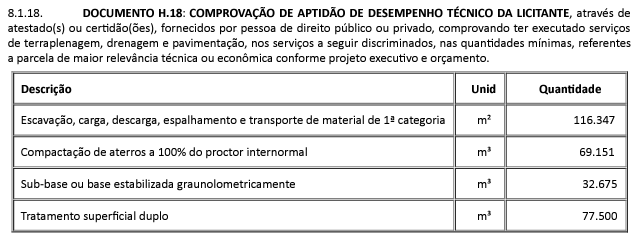 8.1.18. DOCUMENTO H.18: COMPROVAÇÃO DE APTIDÃO DE DESEMPENHO TÉCNICO DA LICITANTE, através de
atestado(s) ou certidão(ões), fornecidos por pessoa de direito público ou privado, comprovando ter executado serviços
de terraplenagem, drenagem e pavimentação, nos serviços a seguir discriminados, nas quantidades mínimas, referentes
a parcela de maior relevância técnica ou econômica conforme projeto executivo e orçamento.
Descrição Unid Quantidade
Escavação, carga, descarga, espalhamento e transporte de material de 1ª categoria m² 116.347
Compactação de aterros a 100% do proctor internormal m³ 69.151
Sub-base ou base estabilizada graunolometricamente m³ 32.675
Tratamento superficial duplo m³ 77.500